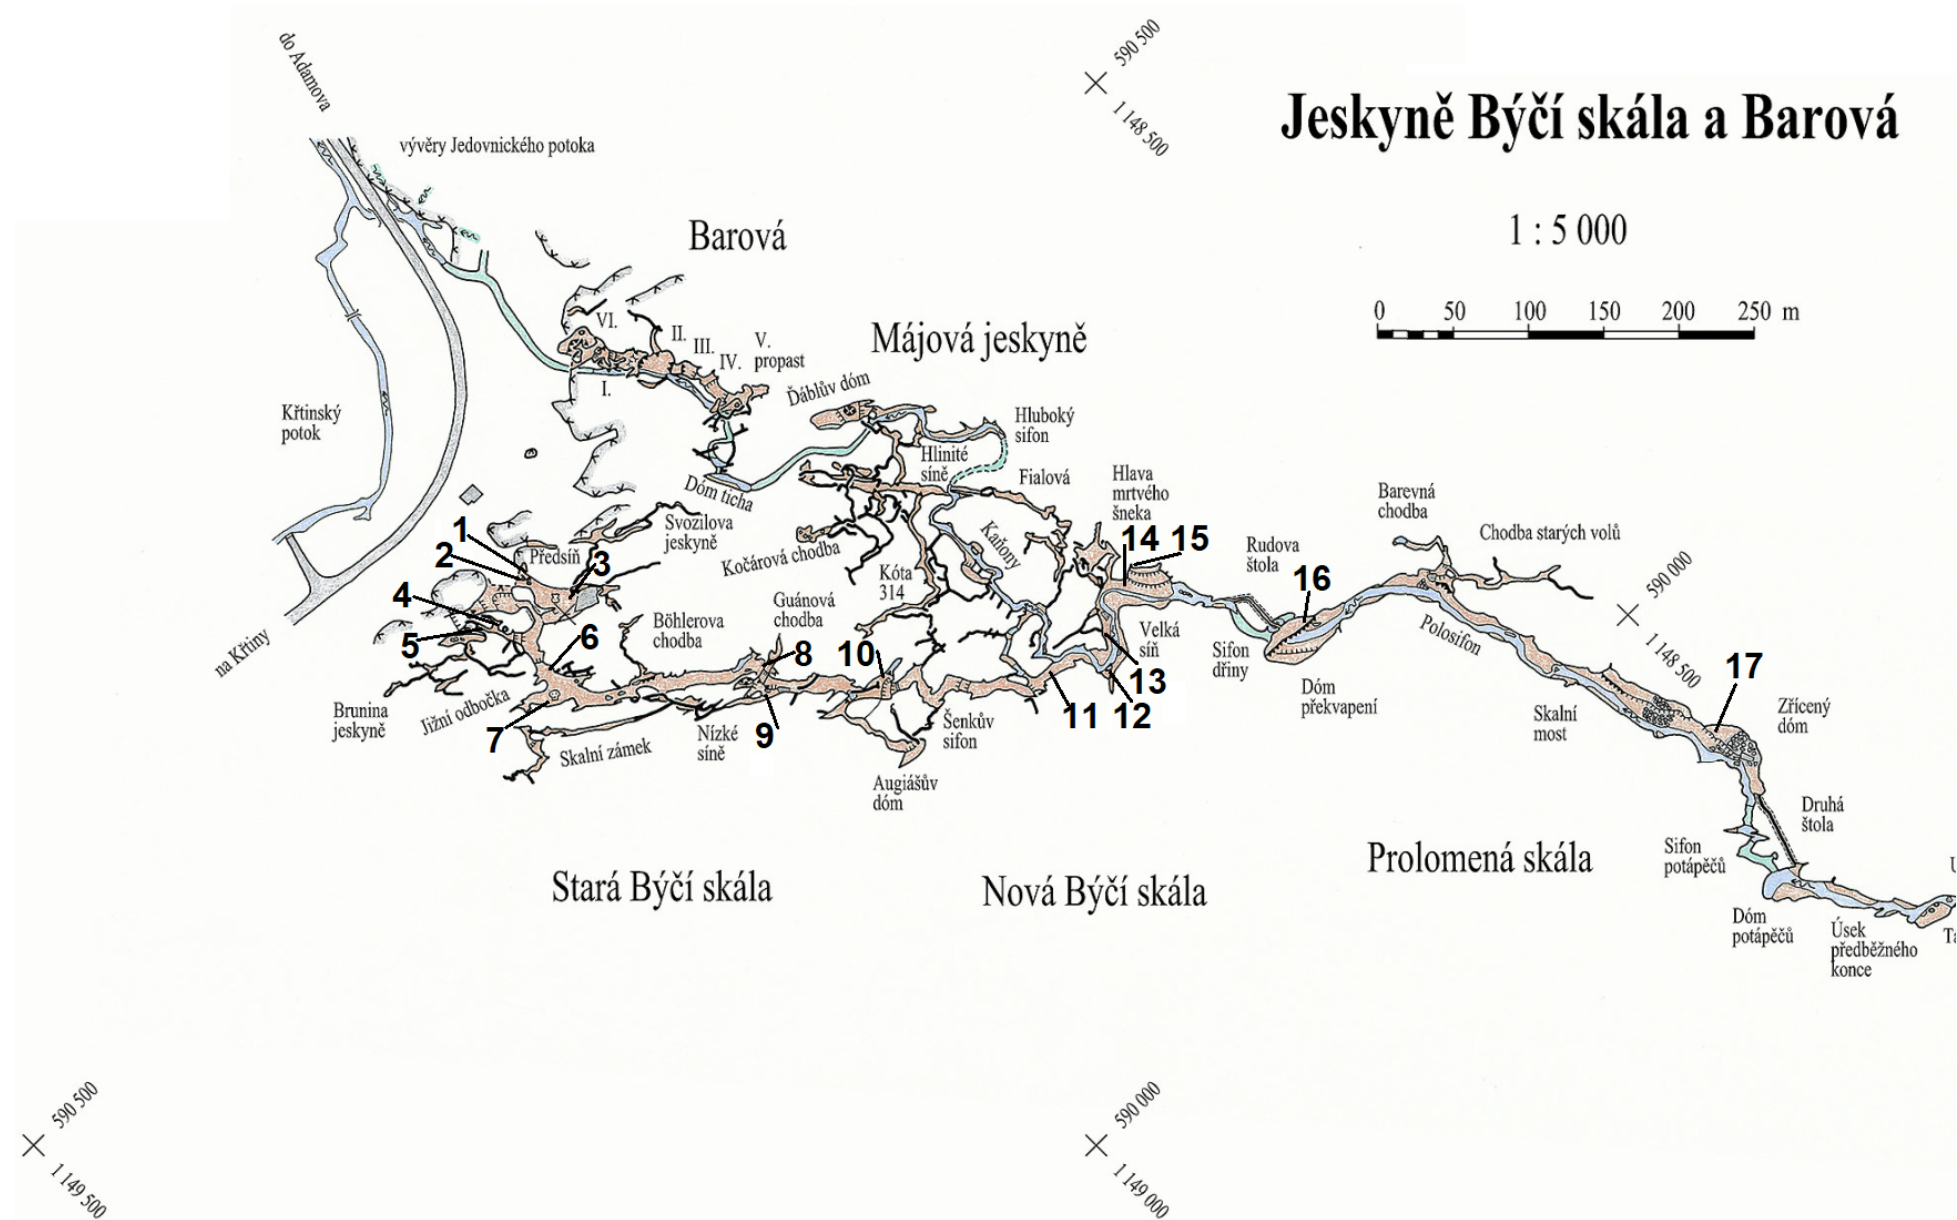 do Adamova
590 500
1 148 500
Jeskyně Býčí skála a Barová
1 : 5 000
0 50 100 150 200 250 m
vývěry Jedovnického potoka
Barová
VI.
II.
III.
IV.
V.
propast
I.
Májová jeskyně
Ďáblův dóm
Křtinský
potok
Hluboký
sifon
Hlinité
síně
Fialová
Hlava
mrtvého
šneka
Dóm ticha
Barevná
chodba
Chodba starých volů
Svozilova
jeskyně
Předsíň
Kočárová chodba
Kaňony
Kóta
314
Rudova
štola
590 000
1 148 500
1
2
3
4
5
6
7
8
9
10
11
12
13
14
15
16
17
na Křtiny
Böhlerova
chodba
Guánová
chodba
Velká
síň
Sifon
dřiny
Polosifon
Dóm
překvapení
Skalní
most
Zřícený
dóm
Brunina
jeskyně
Jižní odbočka
Skalní zámek
Nízké
síně
Šenkův
sifon
Augiášův
dóm
Druhá
štola
Sifon
potápěčů
Stará Býčí skála
Nová Býčí skála
Prolomená skála
Dóm
potápěčů
Úsek
předběžného
konce
590 500
1 149 500
590 000
1 149 000